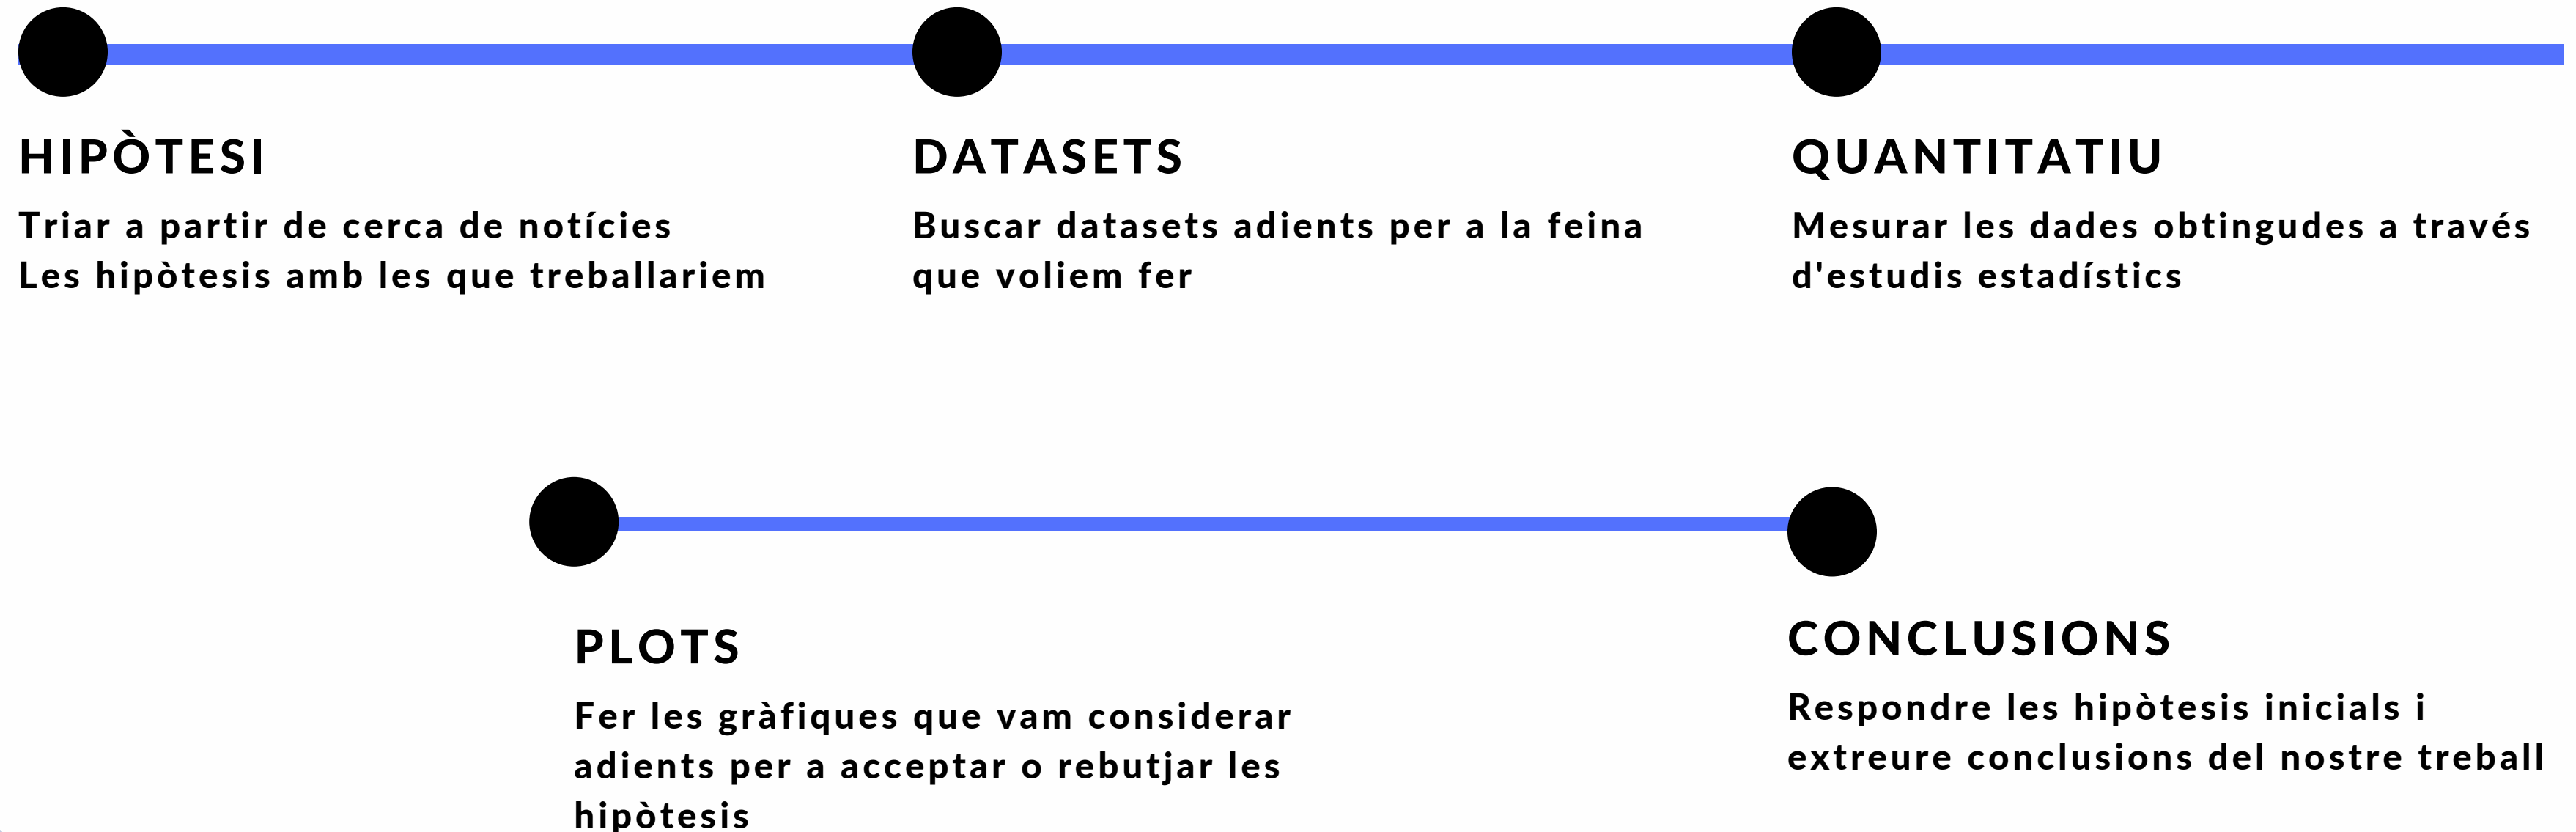 HIPÒTESI
Triar a partir de cerca de notícies
Les hipòtesis amb les que treballariem
DATASETS
Buscar datasets adients per a la feina
que voliem fer
QUANTITATIU
Mesurar les dades obtingudes a través
d'estudis estadístics
PLOTS
Fer les gràfiques que vam considerar
adients per a acceptar o rebutjar les
hipòtesis
CONCLUSIONS
Respondre les hipòtesis inicials i
extreure conclusions del nostre treball